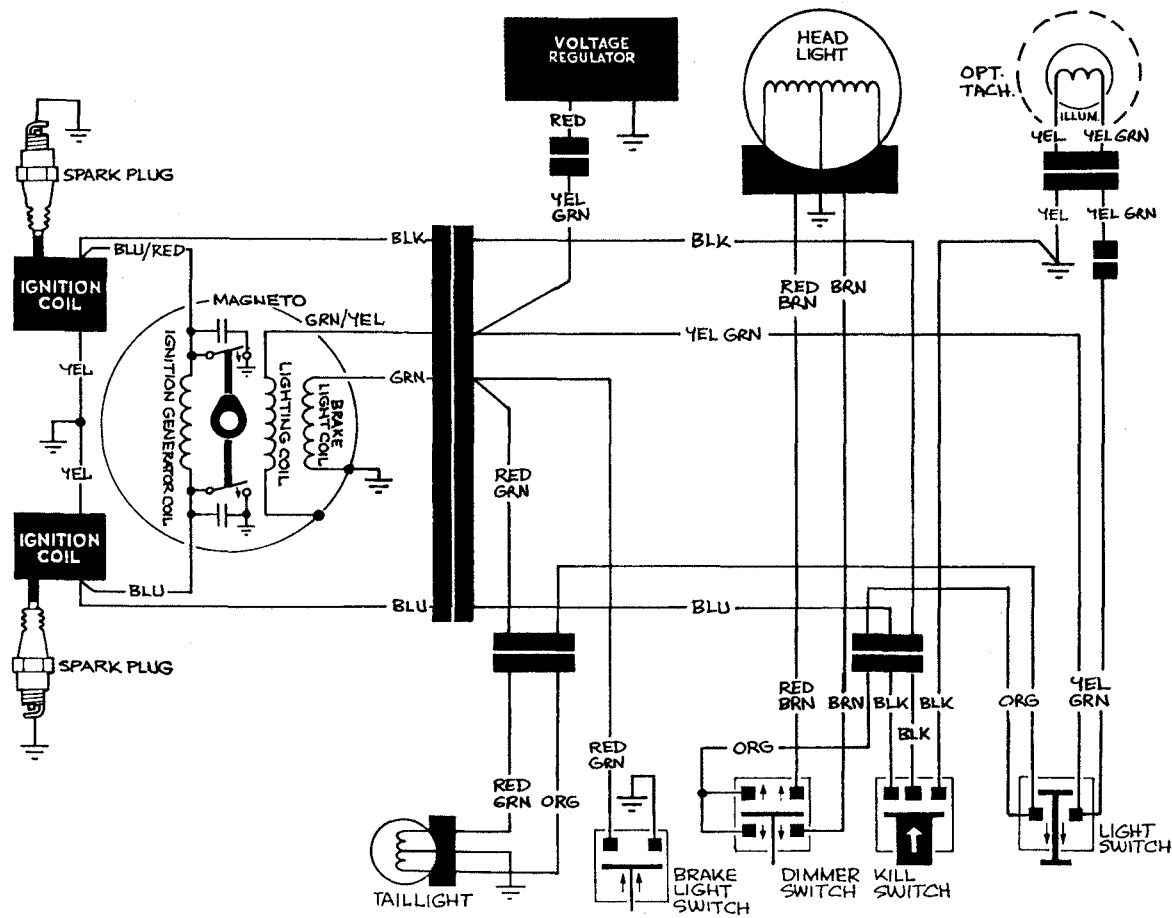 VOLTAGE
REGULATOR
HEAD
LIGHT
OPT.
TACH.
ILLUM.
YEL
YEL GRN
RED
SPARK PLUG
YEL
GRN
YEL
YEL GRN
BLU/RED
BLK
BLK
IGNITION
COIL
RED
BRN
BRN
MAGNETO
GRN/YEL
YEL GRN
YEL
GRN
IGNITION GENERATOR COIL
LIGHTING COIL
BRAKE
LIGHT COIL
YEL
RED
GRN
IGNITION
COIL
BLU
BLU
BLU
SPARK PLUG
RED
BRN
BRN
BLK
BLK
ORG
YEL
GRN
BLK
ORG
RED
GRN
RED
GRN
ORG
TAILLIGHT
BRAKE
LIGHT
SWITCH
DIMMER
SWITCH
KILL
SWITCH
LIGHT
SWITCH